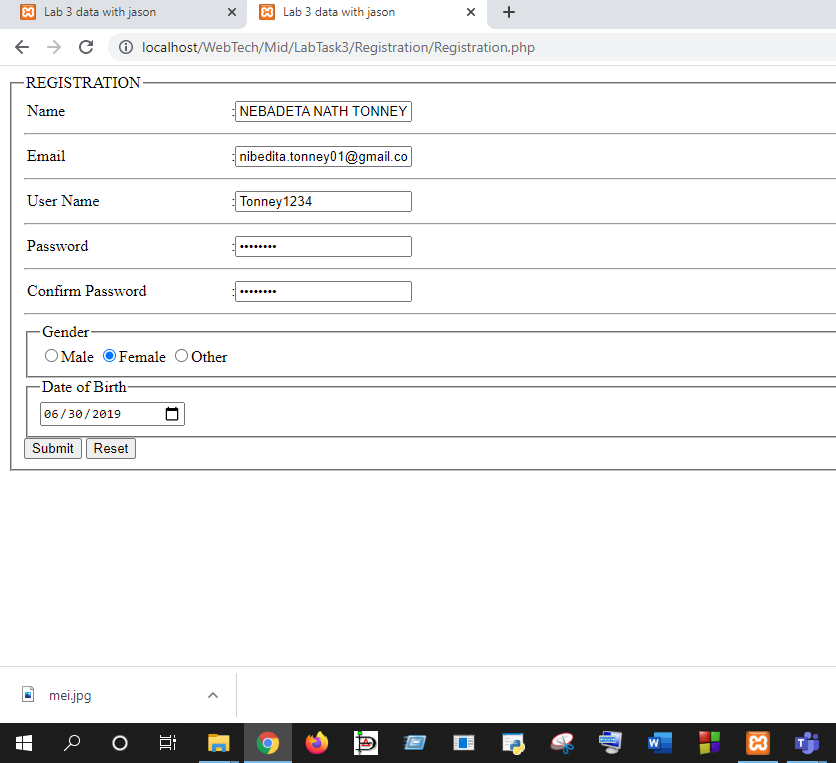 Lab 3 data with jason
Lab 3 data with jason
localhost/WebTech/Mid/LabTask3/Registration/Registration.php
REGISTRATION
Name :NEBADETA NATH TONNEY
Email :nibedita.tonney01@gmail.co
User Name :Tonney1234
Password :••••••••
Confirm Password :••••••••
Gender
Male Female Other
Date of Birth
06/30/2019
Submit Reset
mei.jpg